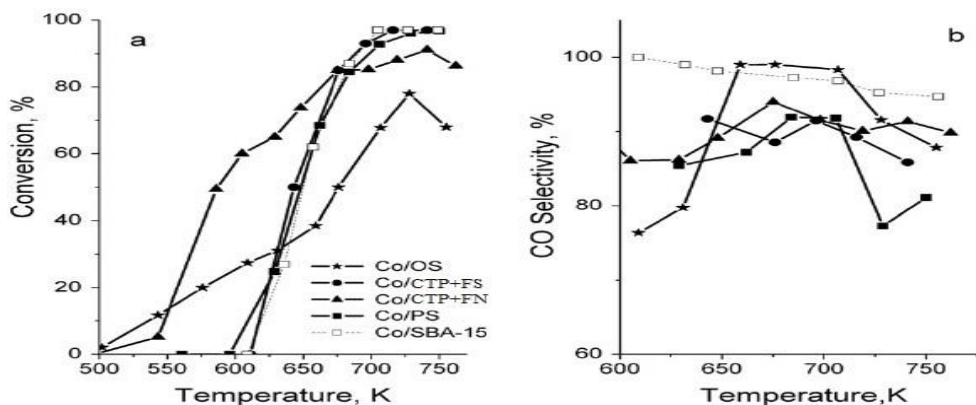 a
Conversion, %
100
80
60
40
20
0
500
550
600
650
700
750
Temperature, K
Co/OS
Co/CTP+FS
Co/CTP+FN
Co/PS
Co/SBA-15
b
CO Selectivity, %
100
80
60
600
650
700
750
Temperature,K